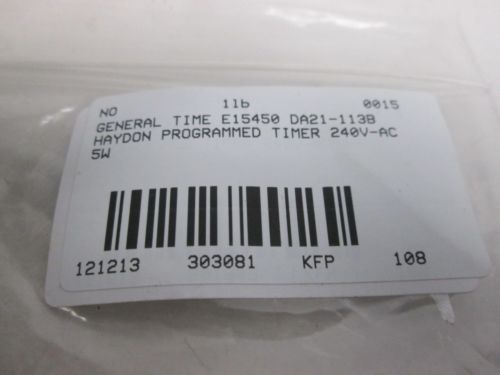 NO 1lb 0015
GENERAL TIME E15450 DA21-113B
HAYDON PROGRAMMED TIMER 240V-AC
5W
121213 303081 KFP 108